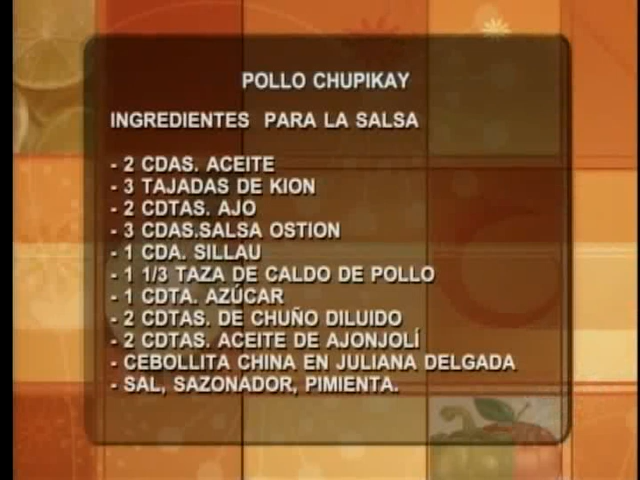 POLLO CHUPIKAY
INGREDIENTES PARA LA SALSA
- 2 CDAS. ACEITE
- 3 TAJADAS DE KION
- 2 CDTAS. AJO
- 3 CDAS.SALSA OSTION
- 1 CDA. SILLAU
- 1 1/3 TAZA DE CALDO DE POLLO
- 1 CDTA. AZÚCAR
- 2 CDTAS. DE CHUÑO DILUIDO
- 2 CDTAS. ACEITE DE AJONJOLÍ
- CEBOLLITA CHINA EN JULIANA DELGADA
- SAL, SAZONADOR, PIMIENTA.